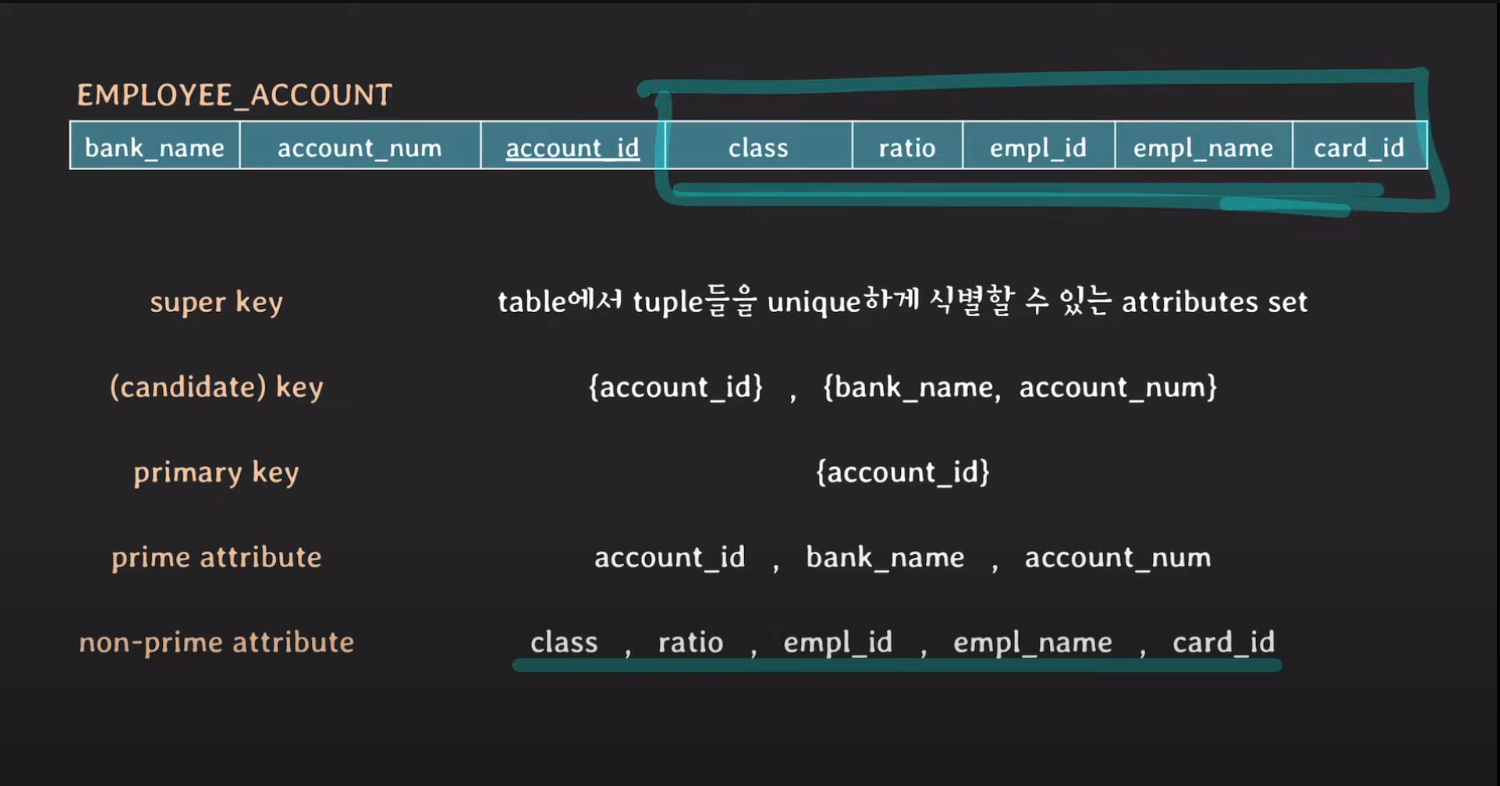 EMPLOYEE_ACCOUNT
bank_name account_num account_id class ratio empl_id empl_name card_id
super key table에서 tuple들을 unique하게 식별할 수 있는 attributes set
(candidate) key {account_id} , {bank_name, account_num}
primary key {account_id}
prime attribute account_id , bank_name , account_num
non-prime attribute class , ratio , empl_id , empl_name , card_id